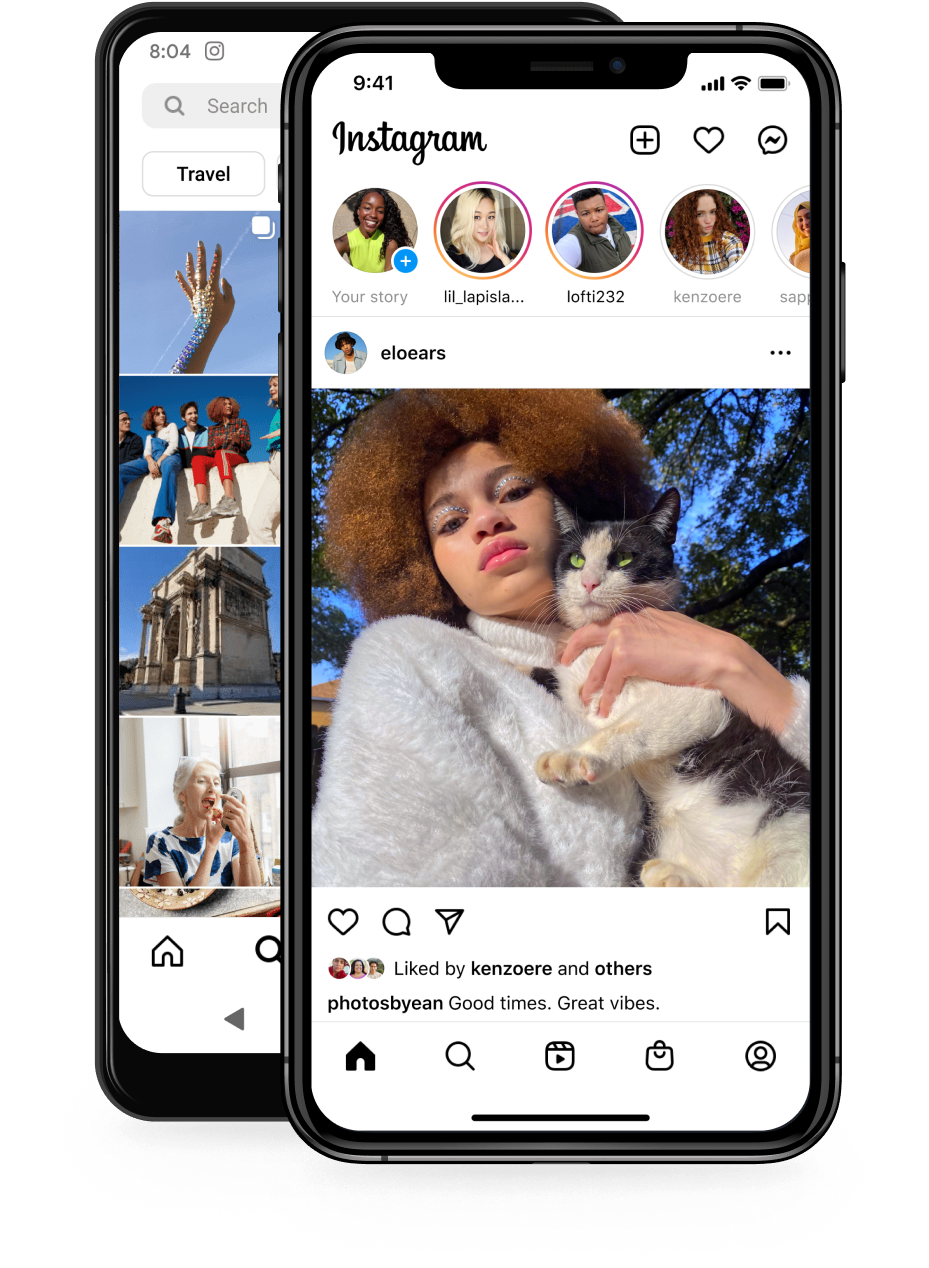 8:04
Search
Travel
9:41
Instagram
Your story
lil_lapisla...
lofti232
kenzoere
sapp
eloears
Liked by kenzoere and others
photosbyean Good times. Great vibes.